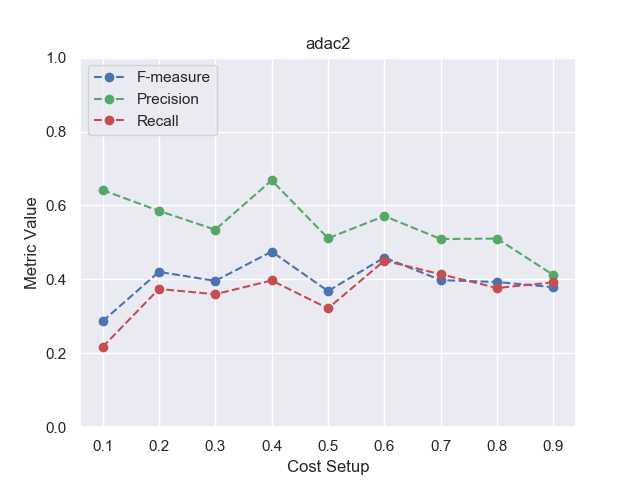 adac2
F-measure
Precision
Recall
Metric Value
1.0
0.8
0.6
0.4
0.2
0.0
0.1 0.2 0.3 0.4 0.5 0.6 0.7 0.8 0.9
Cost Setup